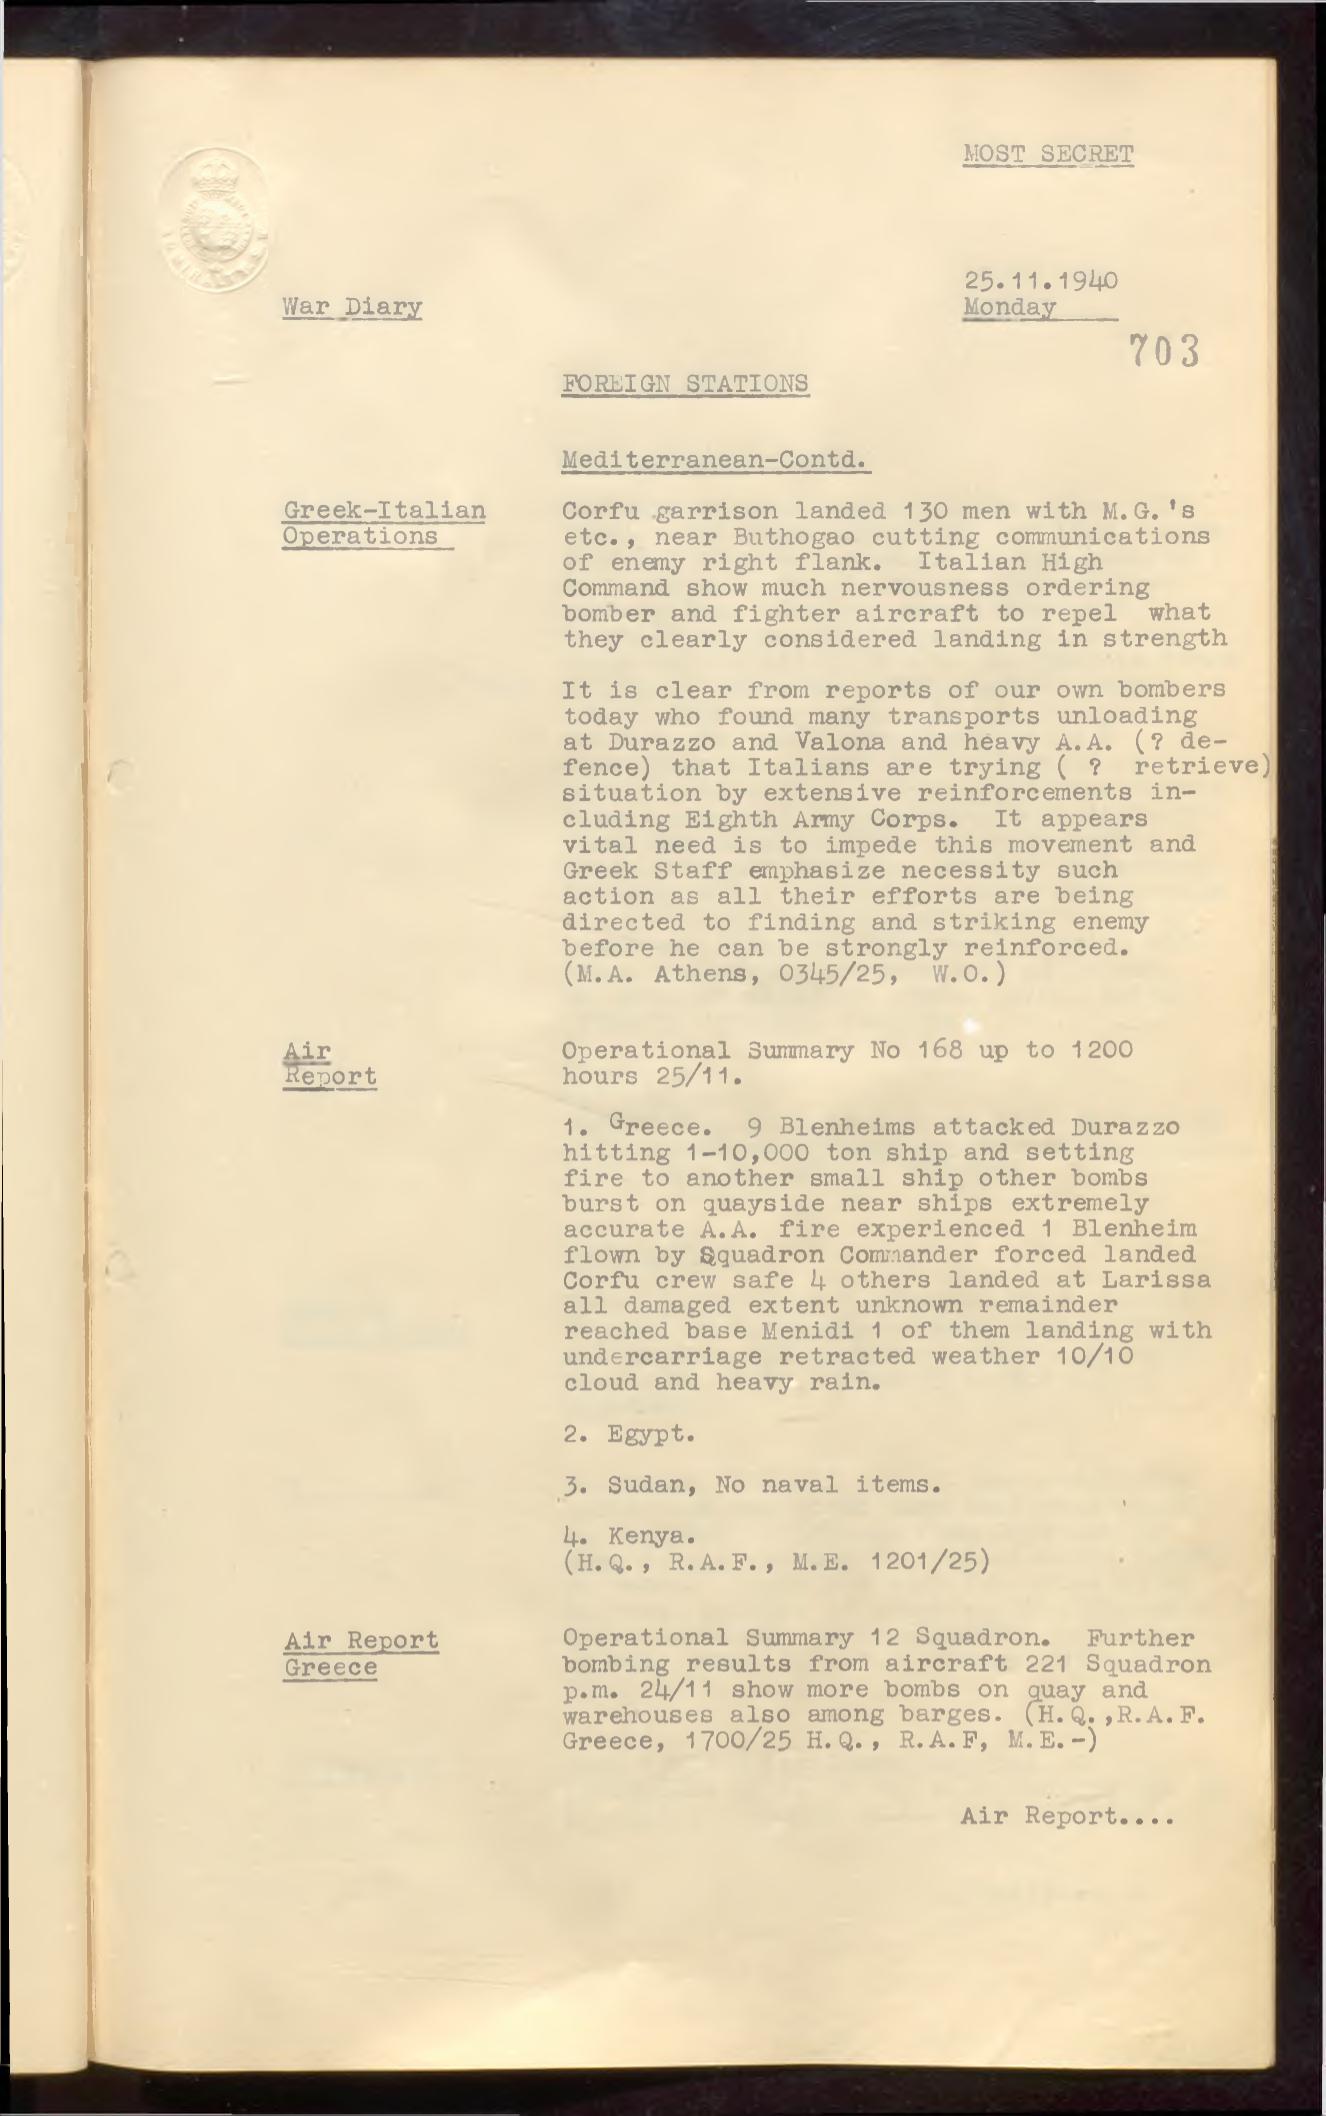 MOST SECRET
25.11.1940
War Diary
Monday
703
FOREIGN STATIONS
Mediterranean-Contd.
Greek-Italian
Operations
Corfu garrison landed 130 men with M.G.'s
etc., near Buthogao cutting communications
of enemy right flank. Italian High
Command show much nervousness ordering
bomber and fighter aircraft to repel what
they clearly considered landing in strength
It is clear from reports of our own bombers
today who found many transports unloading
at Durazzo and Valona and heavy A.A. (? de-
fence) that Italians are trying ( ? retrieve)
situation by extensive reinforcements in-
cluding Eighth Army Corps. It appears
vital need is to impede this movement and
Greek Staff emphasize necessity such
action as all their efforts are being
directed to finding and striking enemy
before he can be strongly reinforced.
(M.A. Athens, 0345/25, W.O.)
Air
Report
Operational Summary No 168 up to 1200
hours 25/11.
1. Greece. 9 Blenheims attacked Durazzo
hitting 1-10,000 ton ship and setting
fire to another small ship other bombs
burst on quayside near ships extremely
accurate A.A. fire experienced 1 Blenheim
flown by Squadron Commander forced landed
Corfu crew safe 4 others landed at Larissa
all damaged extent unknown remainder
reached base Menidi 1 of them landing with
undercarriage retracted weather 10/10
cloud and heavy rain.
2. Egypt.
3. Sudan, No naval items.
4. Kenya.
(H.Q., R.A.F., M.E. 1201/25)
Air Report
Greece
Operational Summary 12 Squadron. Further
bombing results from aircraft 221 Squadron
p.m. 24/11 show more bombs on quay and
warehouses also among barges. (H.Q.,R.A.F.
Greece, 1700/25 H.Q., R.A.F, M.E.-)
Air Report....